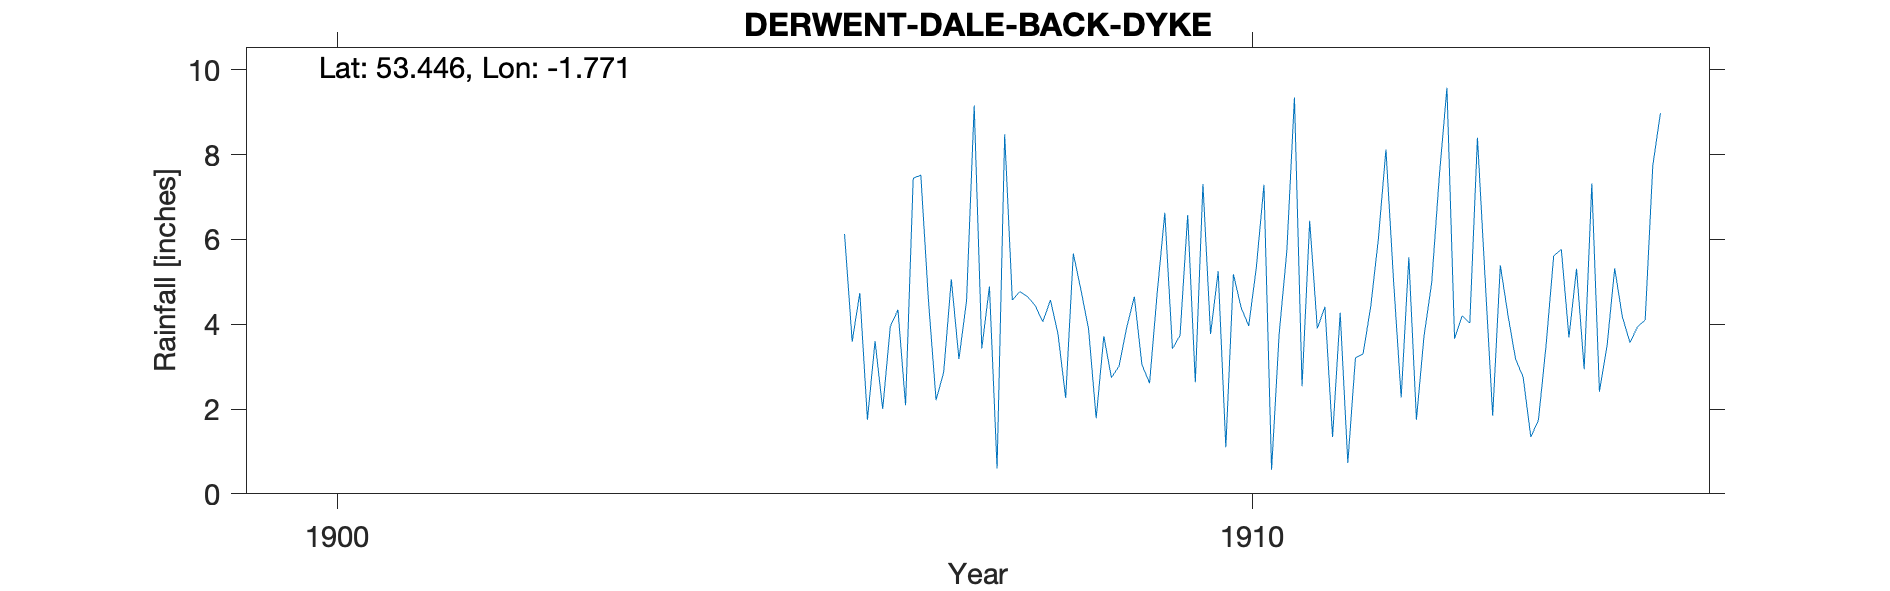 DERWENT-DALE-BACK-DYKE
Lat: 53.446, Lon: -1.771
10
8
6
4
2
0
Rainfall [inches]
1900 1910
Year